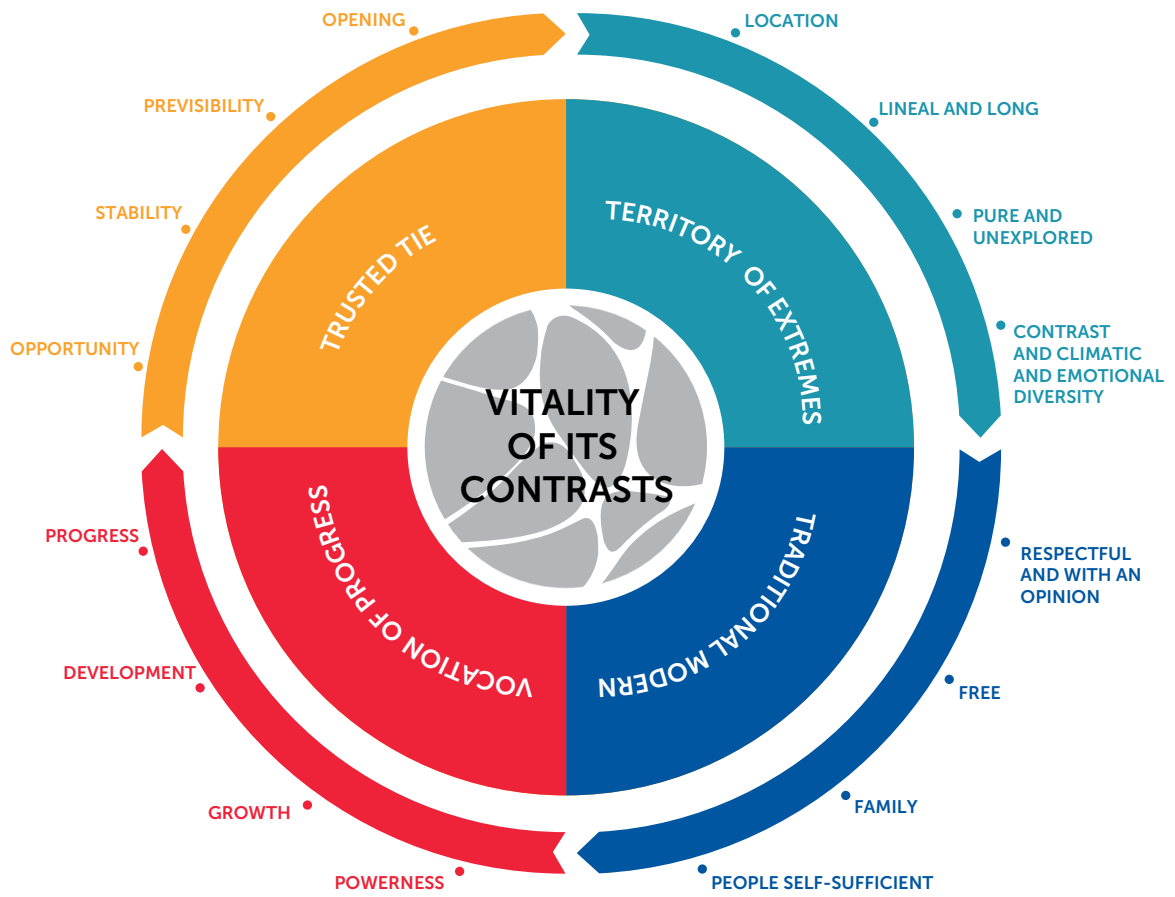 OPENING
PREVISIBILITY
STABILITY
OPPORTUNITY
TRUSTED TIE
LOCATION
LINEAL AND LONG
PURE AND
UNEXPLORED
CONTRAST
AND CLIMATIC
AND EMOTIONAL
DIVERSITY
TERRITORY OF EXTREMES
VITALITY
OF ITS
CONTRASTS
TRADITIONAL MODERN
RESPECTFUL
AND WITH AN
OPINION
FREE
FAMILY
PEOPLE SELF-SUFFICIENT
VOCATION OF PROGRESS
PROGRESS
DEVELOPMENT
GROWTH
POWERNESS